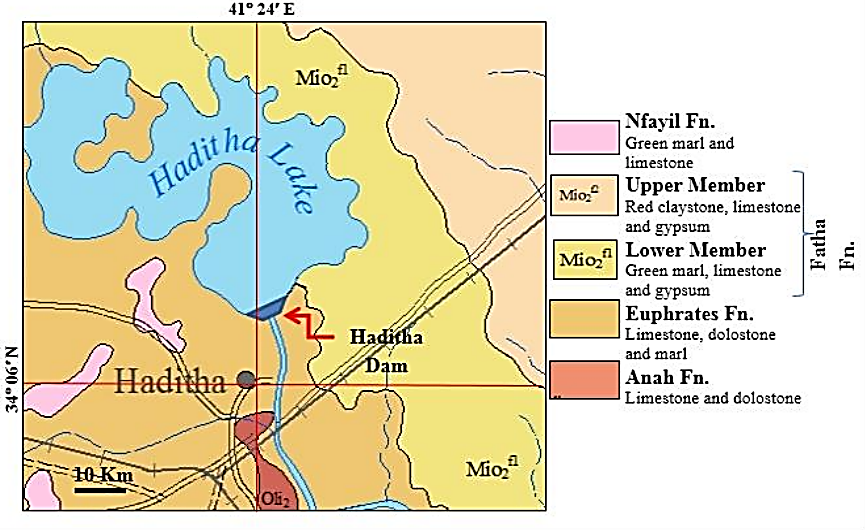 41° 24' E
Mio₂ᶠˡ
Haditha Lake
Haditha
Dam
Haditha
34° 06' N
10 Km
Mio₂ᶠˡ
Oli₂
Nfayil Fn.
Green marl and
limestone
Mio₂ᶠˡ
Upper Member
Red claystone, limestone
and gypsum
Mio₂ᶠˡ
Lower Member
Green marl, limestone
and gypsum
Fatha
Fn.
Euphrates Fn.
Limestone, dolostone
and marl
Anah Fn.
Limestone and dolostone